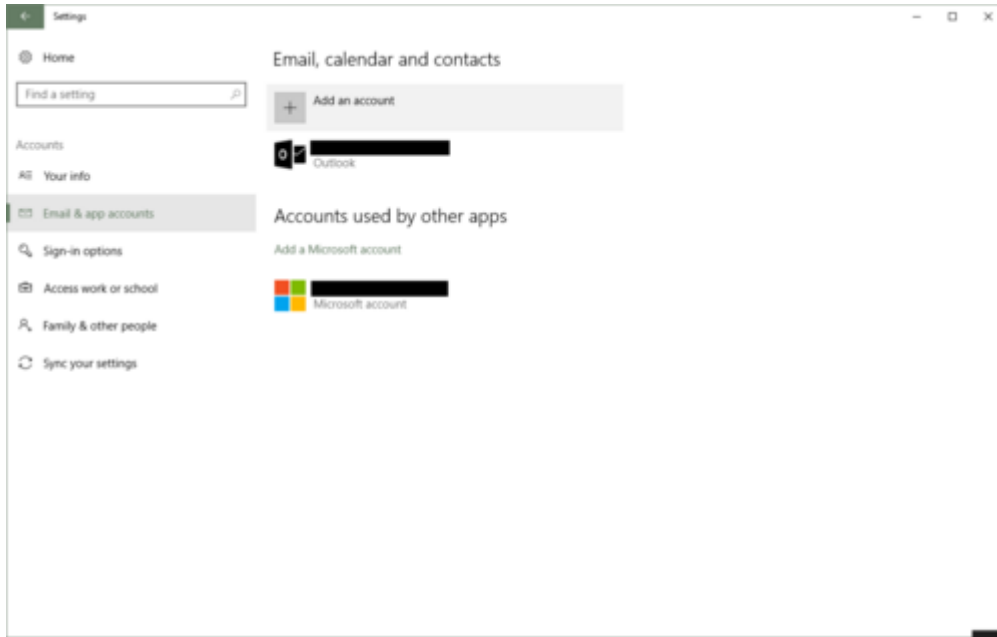 Settings
Home
Find a setting
Accounts
Your info
Email & app accounts
Sign-in options
Access work or school
Family & other people
Sync your settings
Email, calendar and contacts
Add an account
Outlook
Accounts used by other apps
Add a Microsoft account
Microsoft account